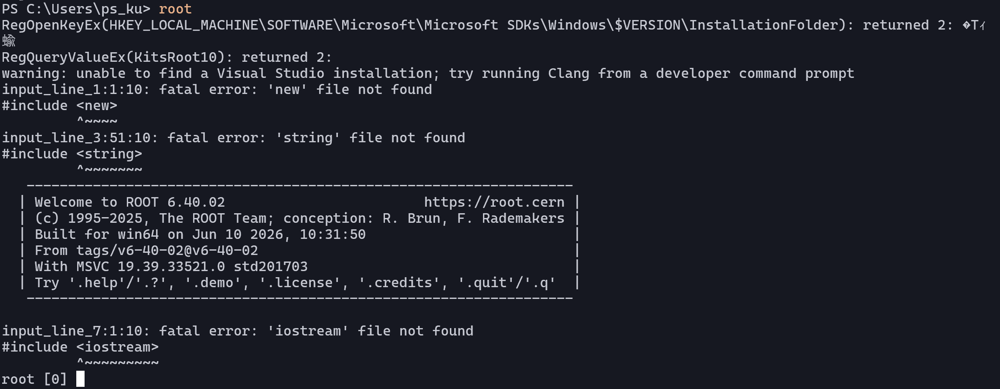 PS C:\Users\ps_ku> root
RegOpenKeyEx(HKEY_LOCAL_MACHINE\SOFTWARE\Microsoft\Microsoft SDKs\Windows\$VERSION\InstallationFolder): returned 2: �Tィ
蝓
RegQueryValueEx(KitsRoot10): returned 2:
warning: unable to find a Visual Studio installation; try running Clang from a developer command prompt
input_line_1:1:10: fatal error: 'new' file not found
#include <new>
         ^~~~~
input_line_3:51:10: fatal error: 'string' file not found
#include <string>
         ^~~~~~~~
   ------------------------------------------------------------------
  | Welcome to ROOT 6.40.02                        https://root.cern |
  | (c) 1995-2025, The ROOT Team; conception: R. Brun, F. Rademakers |
  | Built for win64 on Jun 10 2026, 10:31:50                         |
  | From tags/v6-40-02@v6-40-02                                      |
  | With MSVC 19.39.33521.0 std201703                                |
  | Try '.help'/'.?', '.demo', '.license', '.credits', '.quit'/'.q'  |
   ------------------------------------------------------------------
input_line_7:1:10: fatal error: 'iostream' file not found
#include <iostream>
         ^~~~~~~~~~
root [0]